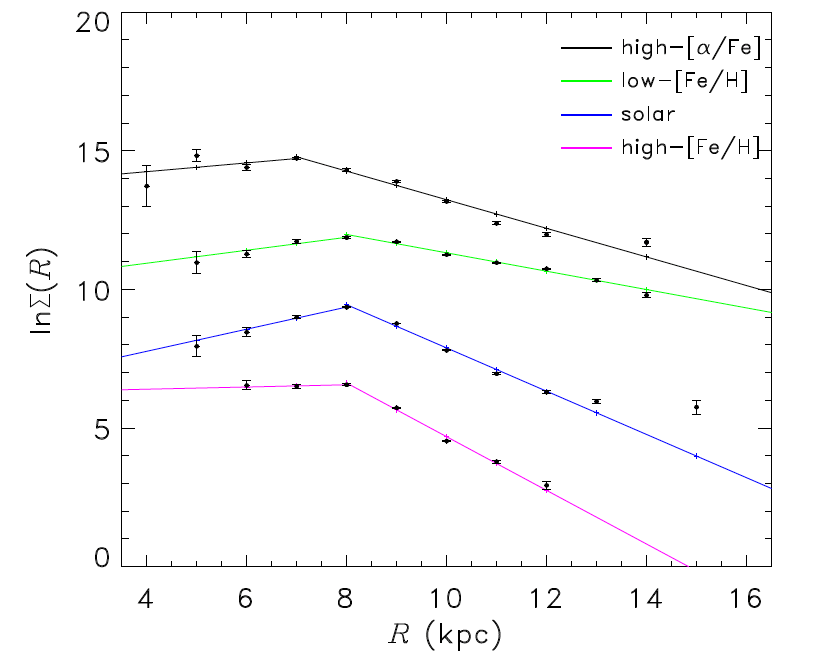 20
15
10
5
0
lnΣ(R)
high-[α/Fe]
low-[Fe/H]
solar
high-[Fe/H]
4 6 8 10 12 14 16
R (kpc)